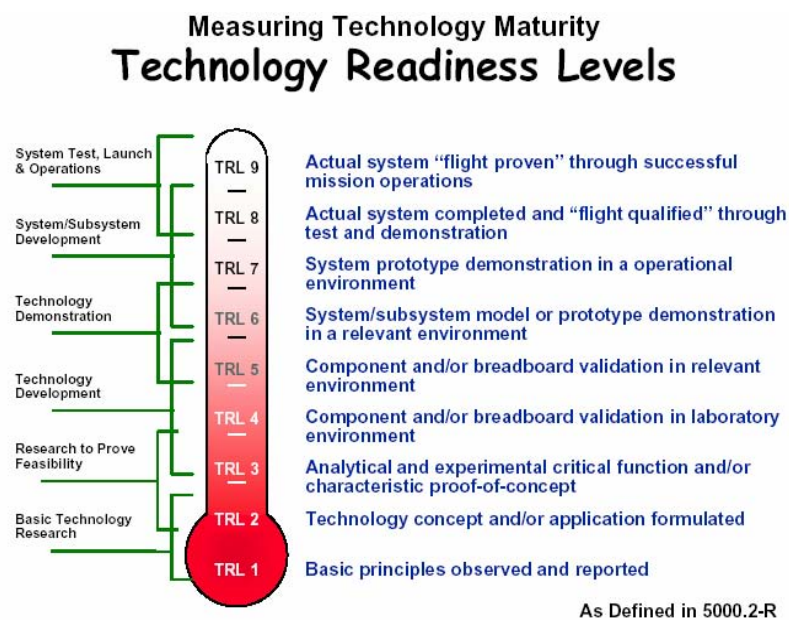 Measuring Technology Maturity
Technology Readiness Levels
System Test, Launch
& Operations
System/Subsystem
Development
Technology
Demonstration
Technology
Development
Research to Prove
Feasibility
Basic Technology
Research
TRL 9
TRL 8
TRL 7
TRL 6
TRL 5
TRL 4
TRL 3
TRL 2
TRL 1
Actual system “flight proven” through successful
mission operations
Actual system completed and “flight qualified” through
test and demonstration
System prototype demonstration in a operational
environment
System/subsystem model or prototype demonstration
in a relevant environment
Component and/or breadboard validation in relevant
environment
Component and/or breadboard validation in laboratory
environment
Analytical and experimental critical function and/or
characteristic proof-of-concept
Technology concept and/or application formulated
Basic principles observed and reported
As Defined in 5000.2-R